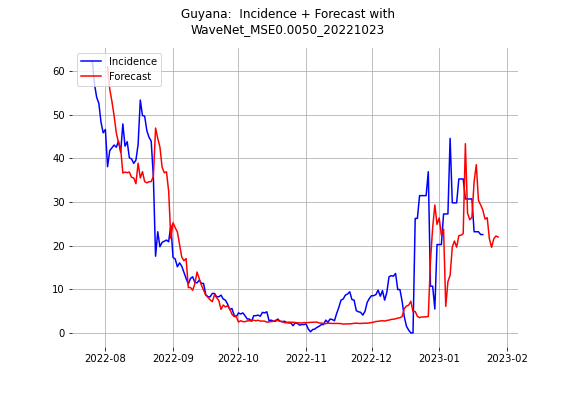 Guyana:  Incidence + Forecast with
WaveNet_MSE0.0050_20221023
Incidence
Forecast
60
50
40
30
20
10
0
2022-08 2022-09 2022-10 2022-11 2022-12 2023-01 2023-02